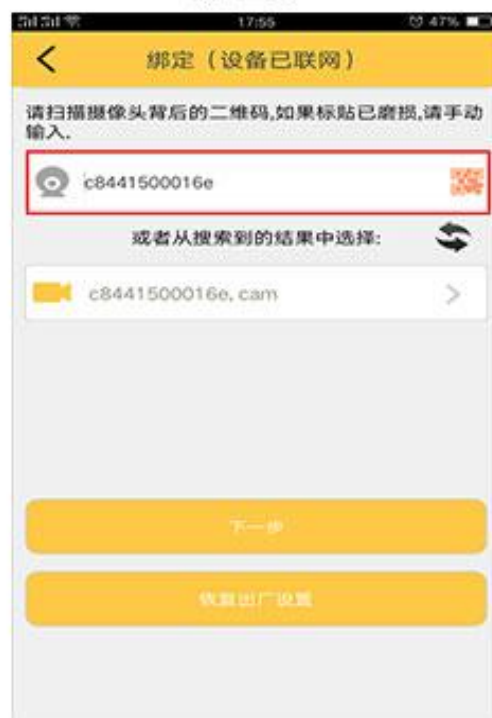 17:55
47%
绑定（设备已联网）
请扫描摄像头背后的二维码,如果标贴已磨损,请手动
输入.
c8441500016e
或者从搜索到的结果中选择:
c8441500016e, cam
下一步
恢复出厂设置